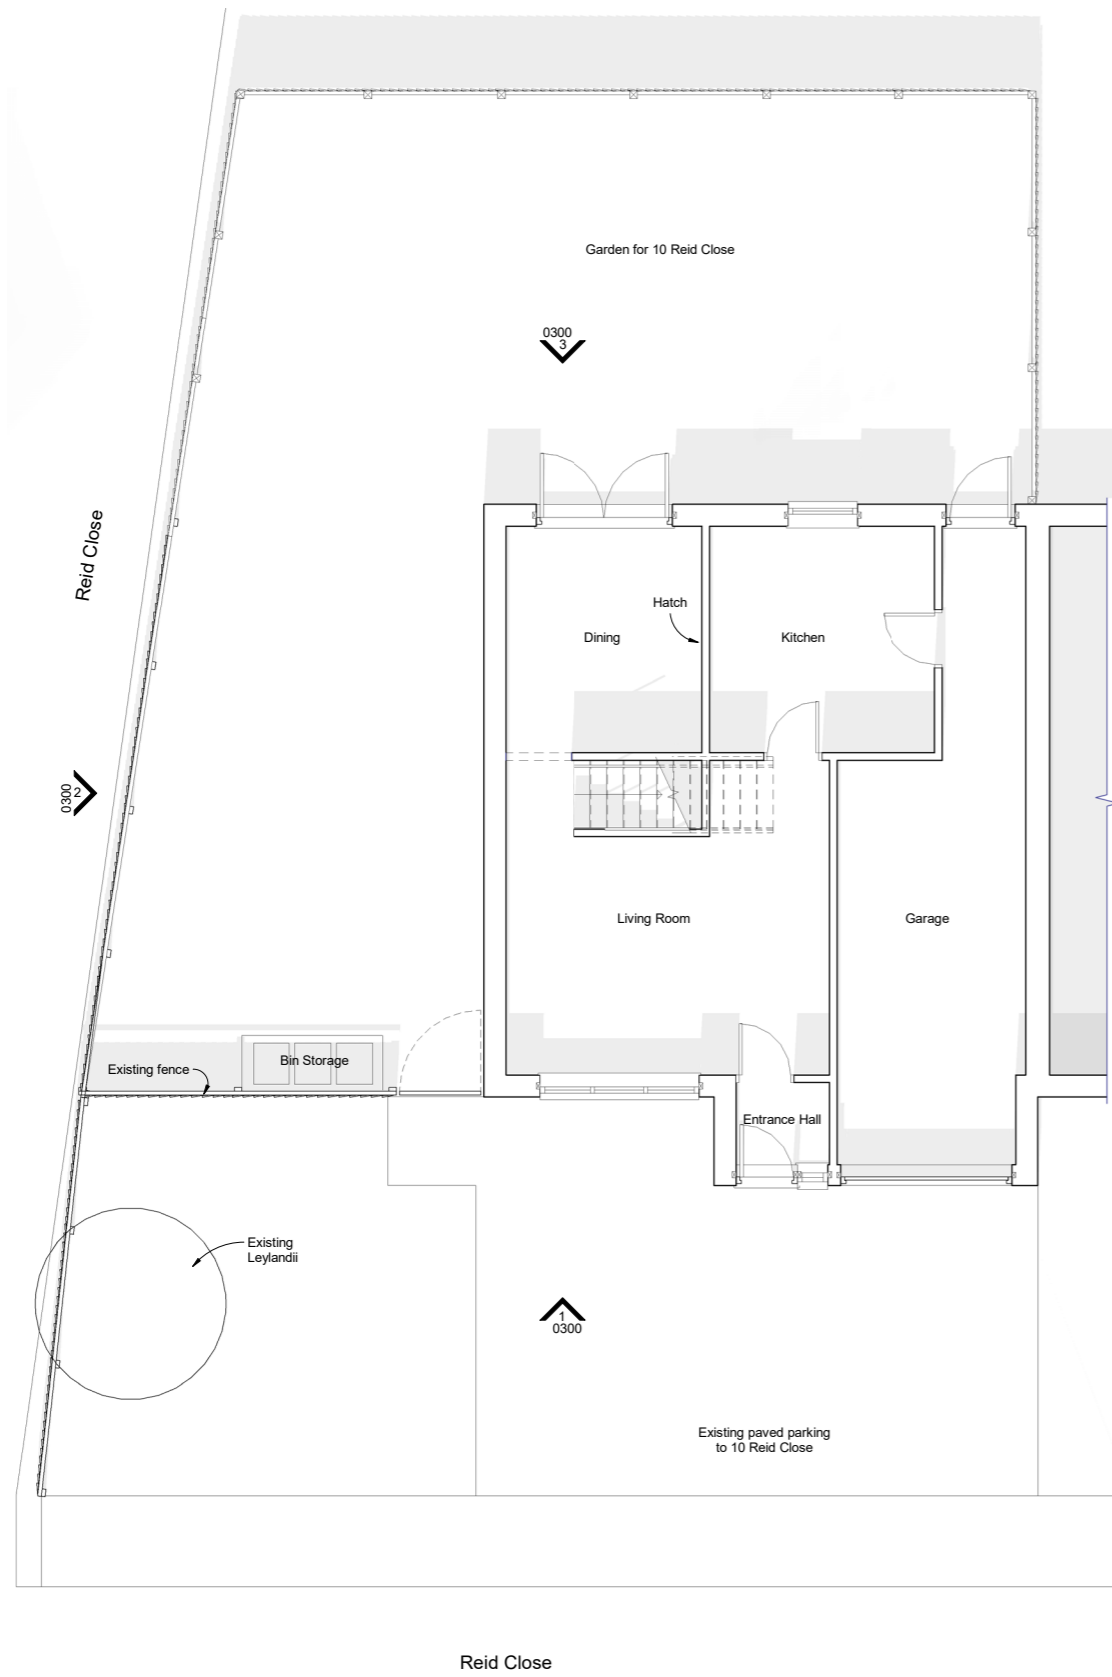 Garden for 10 Reid Close
0300
3
Reid Close
Hatch
Dining
Kitchen
0300
2
Living Room
Garage
Bin Storage
Existing fence
Entrance Hall
Existing
Leylandii
1
0300
Existing paved parking
to 10 Reid Close
Reid Close